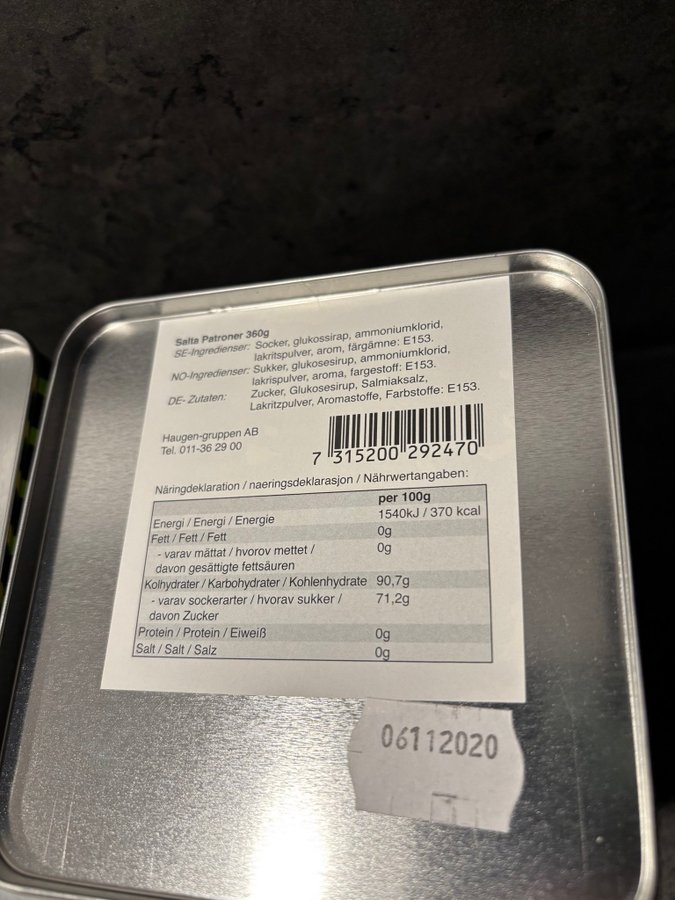 Salta Patroner 360g
SE-Ingredienser: Socker, glukossirap, ammoniumklorid,
lakritspulver, arom, färgämne: E153.
NO-Ingredienser: Sukker, glukosesirup, ammoniumklorid,
lakrispulver, aroma, fargestoff: E153.
DE- Zutaten: Zucker, Glukosesirup, Salmiaksalz,
Lakritzpulver, Aromastoffe, Farbstoffe: E153.
Haugen-gruppen AB
Tel. 011-36 29 00
7 315200 292470
Näringdeklaration / naeringsdeklarasjon / Nährwertangaben:
per 100g
Energi / Energi / Energie 1540kJ / 370 kcal
Fett / Fett / Fett 0g
- varav mättat / hvorov mettet / 0g
davon gesättigte fettsäuren
Kolhydrater / Karbohydrater / Kohlenhydrate 90,7g
- varav sockerarter / hvorav sukker / 71,2g
davon Zucker
Protein / Protein / Eiweiß 0g
Salt / Salt / Salz 0g
06112020